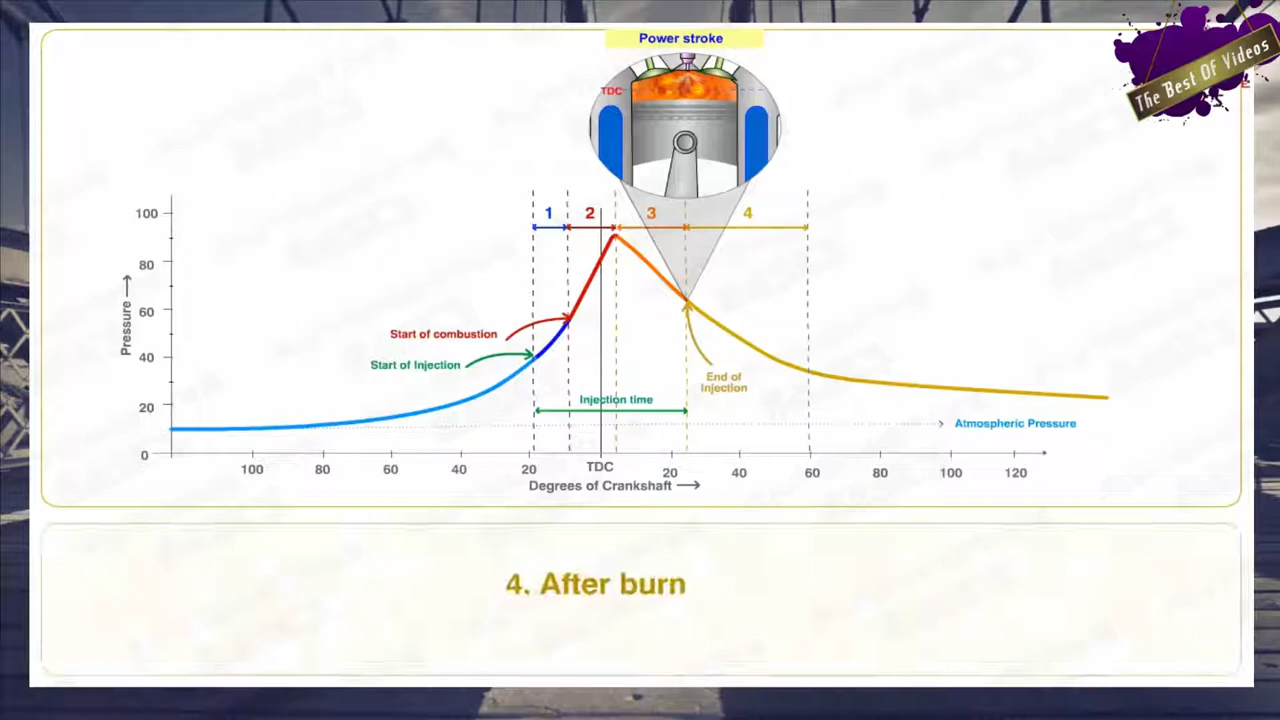 Power stroke
The Best Of Videos
TDC
1 2 3 4
100
80
60
40
20
0
Pressure
Start of combustion
Start of Injection
End of
Injection
Injection time
Atmospheric Pressure
100 80 60 40 20 TDC 20 40 60 80 100 120
Degrees of Crankshaft
4. After burn